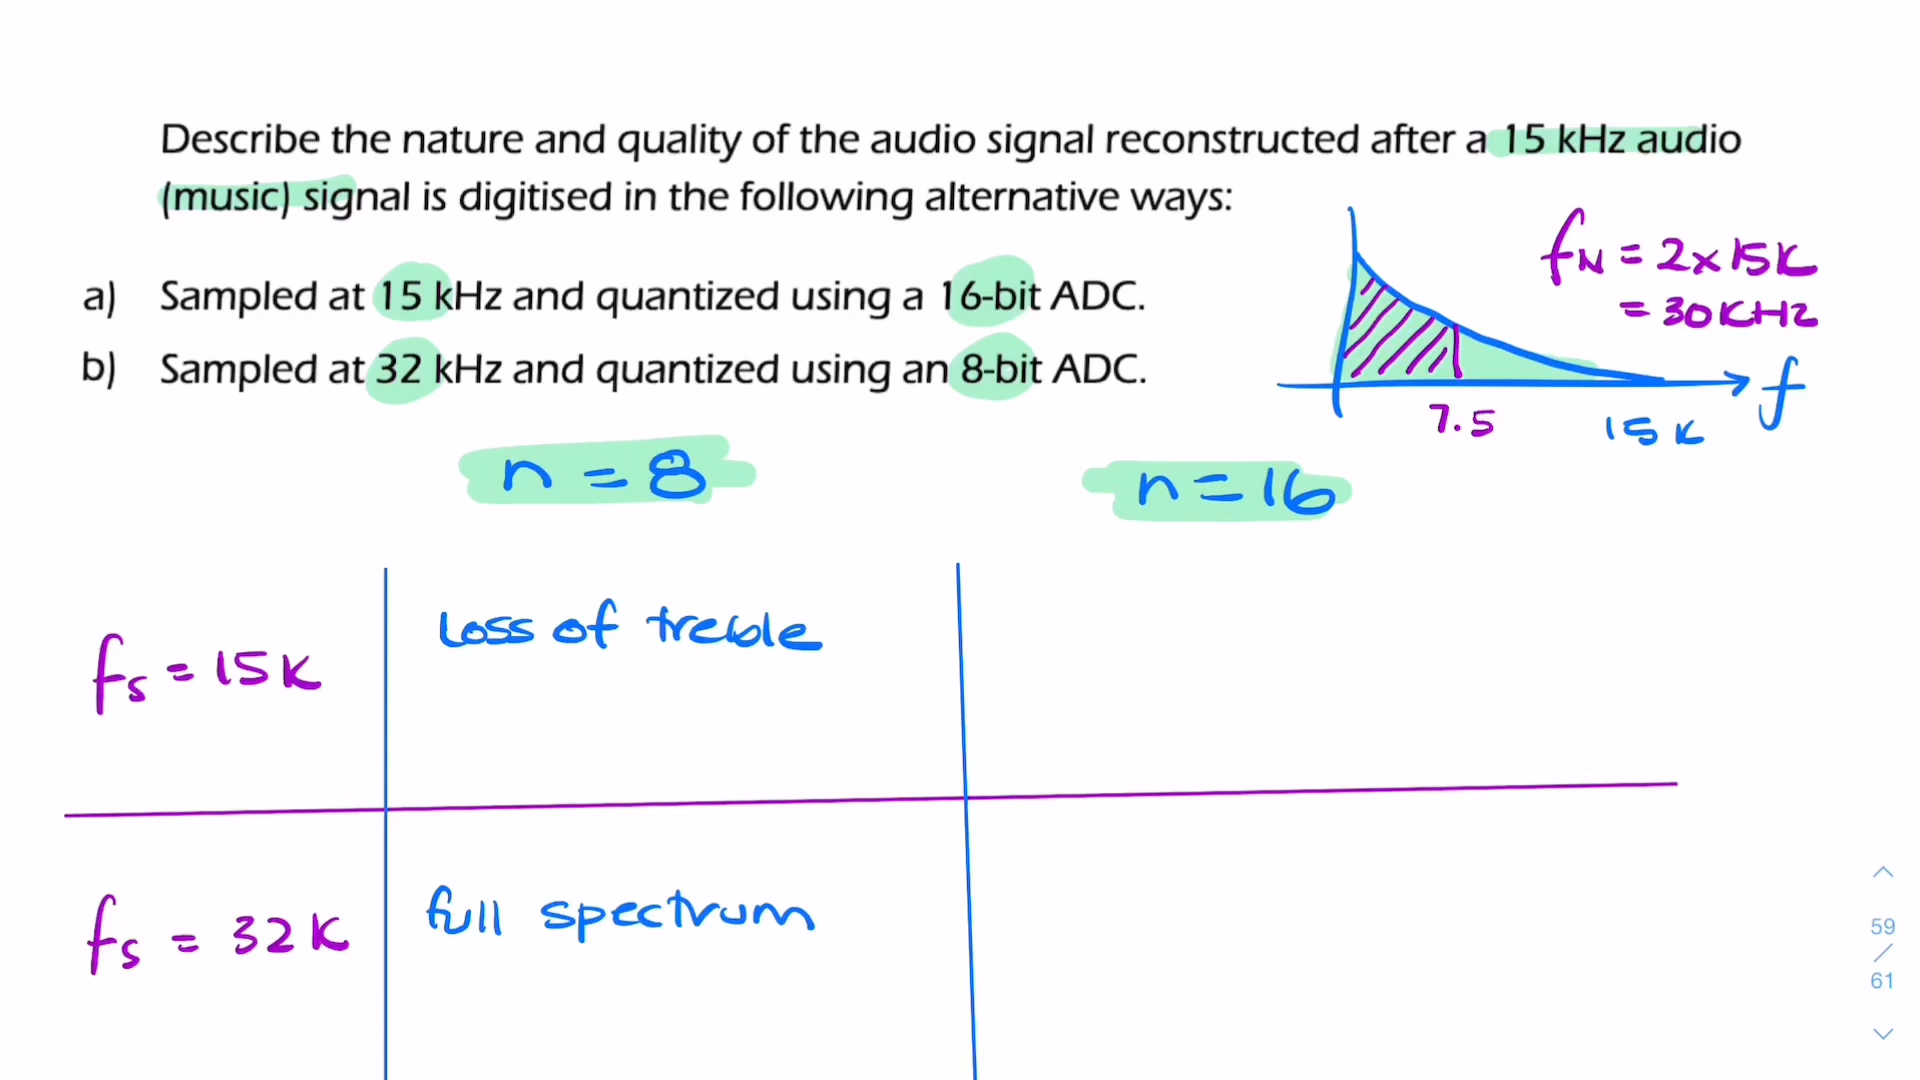 Describe the nature and quality of the audio signal reconstructed after a 15 kHz audio
(music) signal is digitised in the following alternative ways:
a) Sampled at 15 kHz and quantized using a 16-bit ADC.
b) Sampled at 32 kHz and quantized using an 8-bit ADC.
fN = 2x15K
= 30KHz
f
7.5
15K
n = 8
n = 16
fs = 15K
Loss of treble
fs = 32K
full spectrum
59
/
61